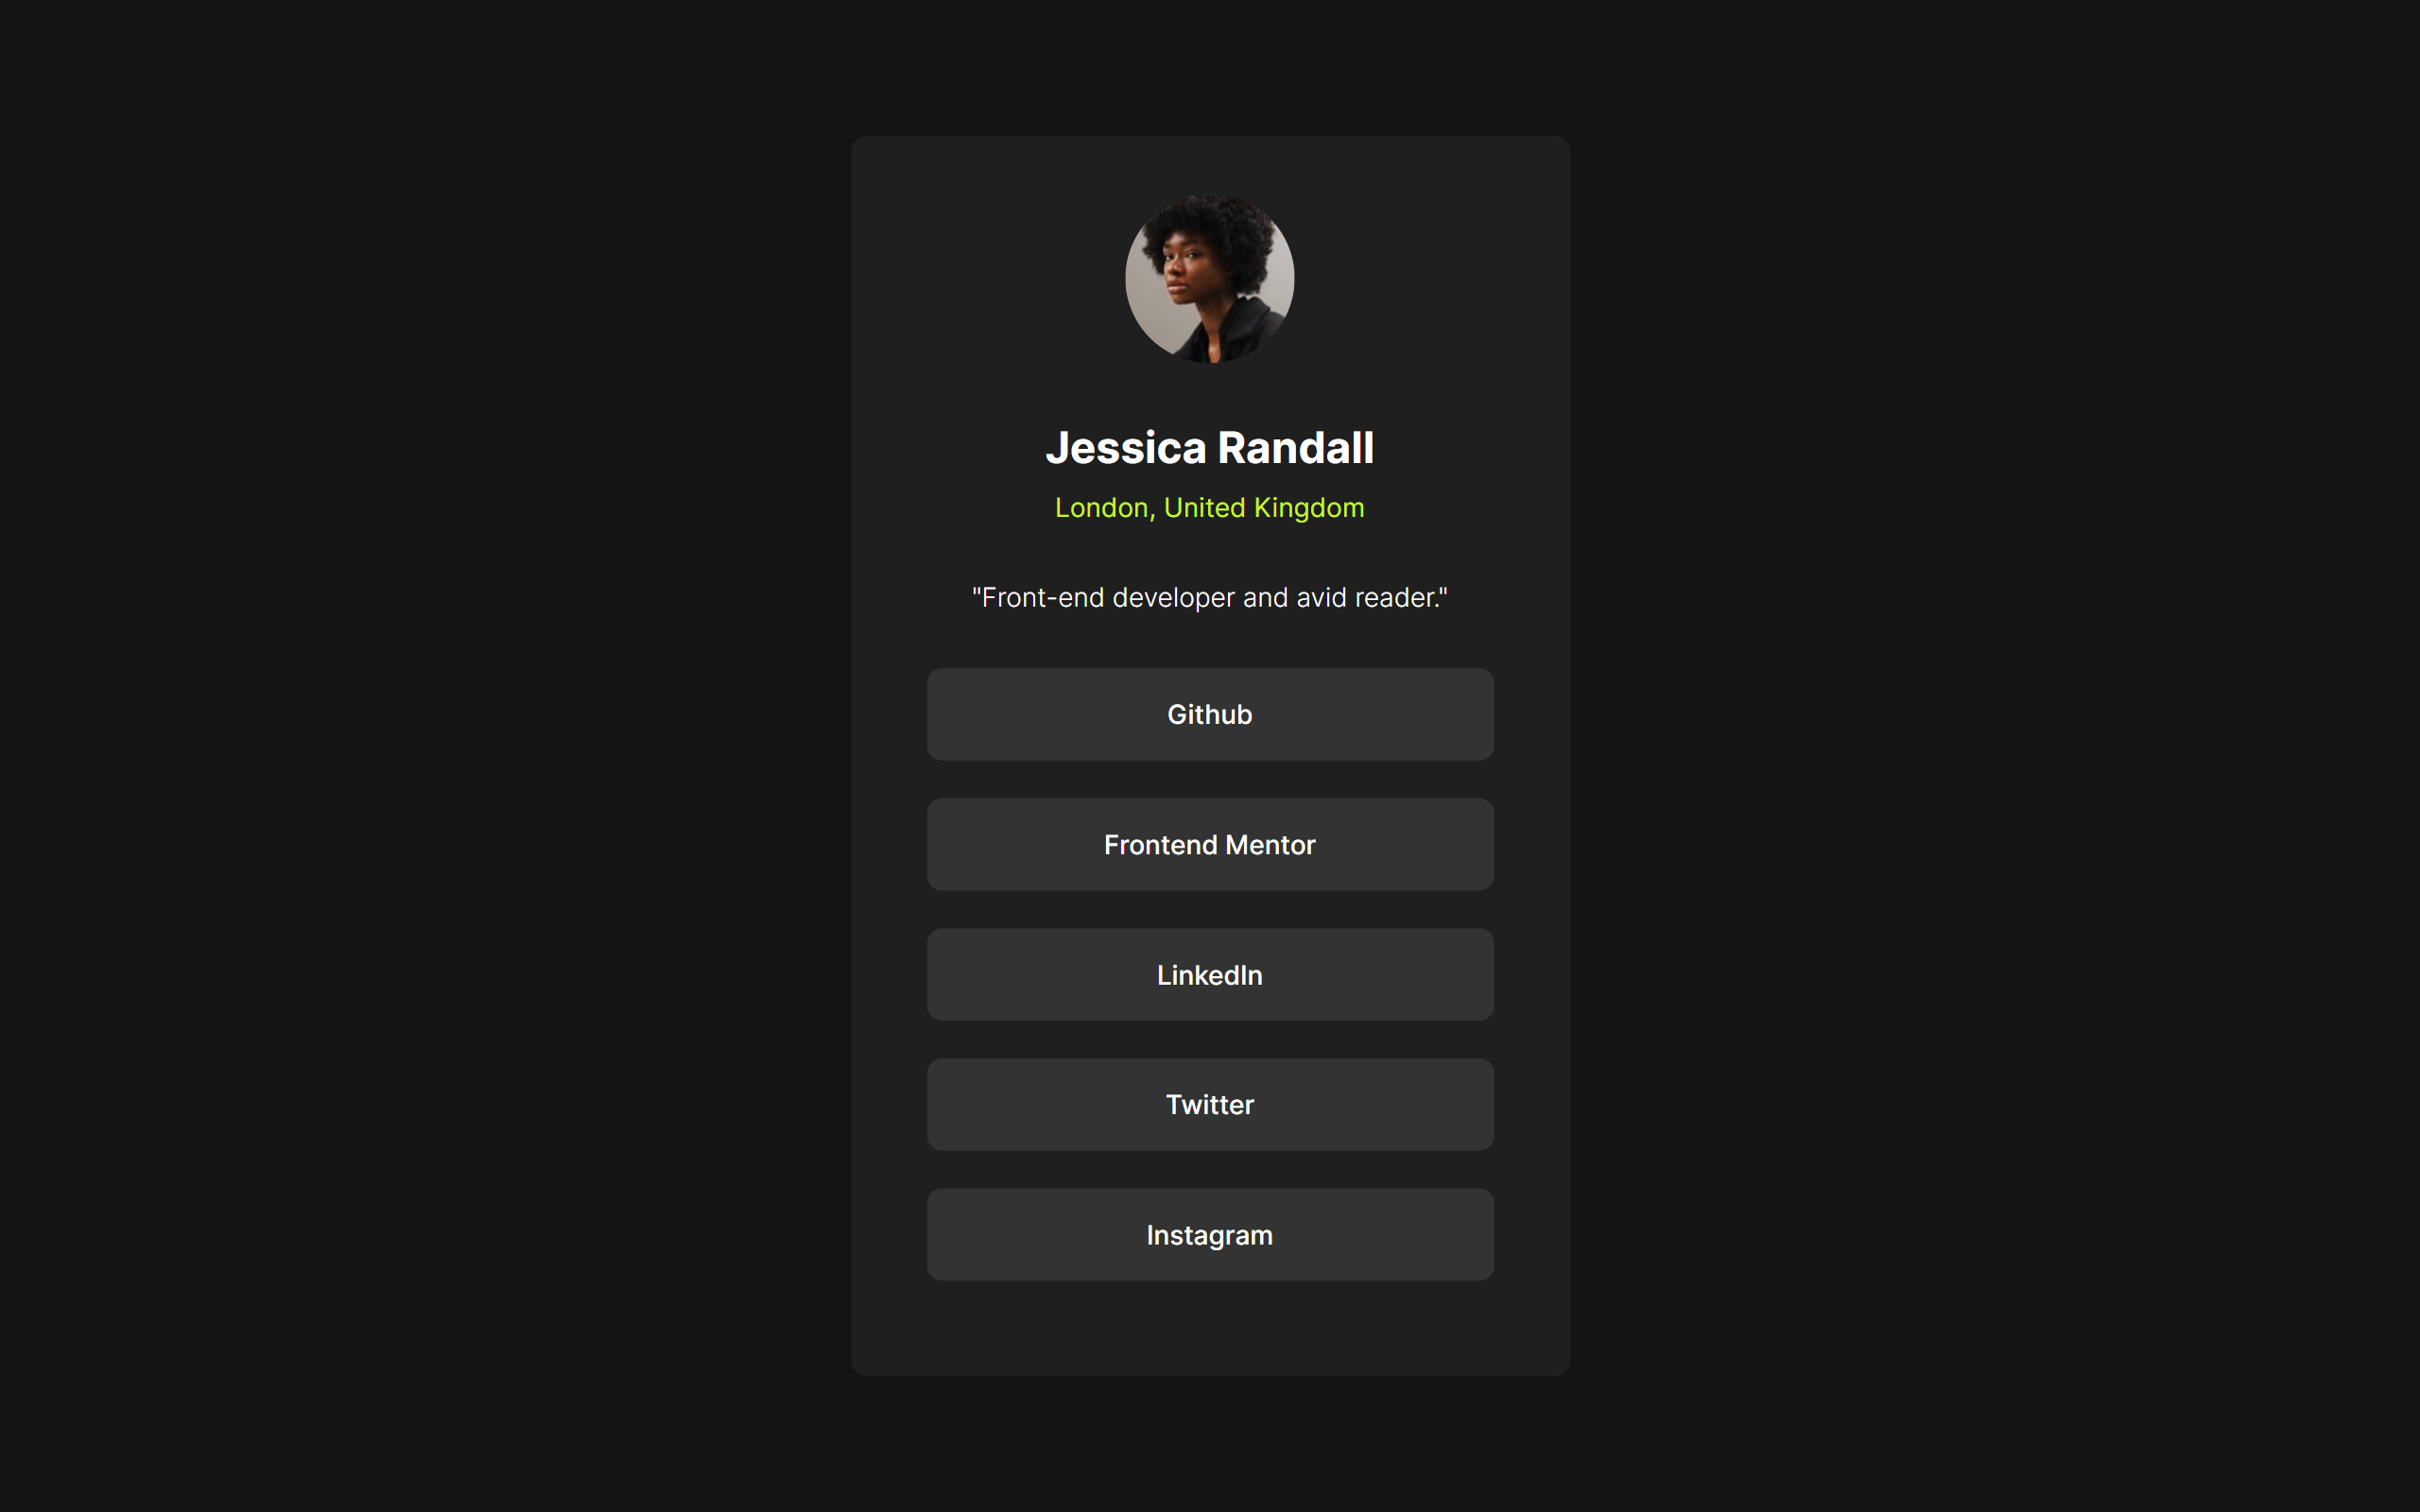 Jessica Randall
London, United Kingdom
"Front-end developer and avid reader."
Github
Frontend Mentor
LinkedIn
Twitter
Instagram